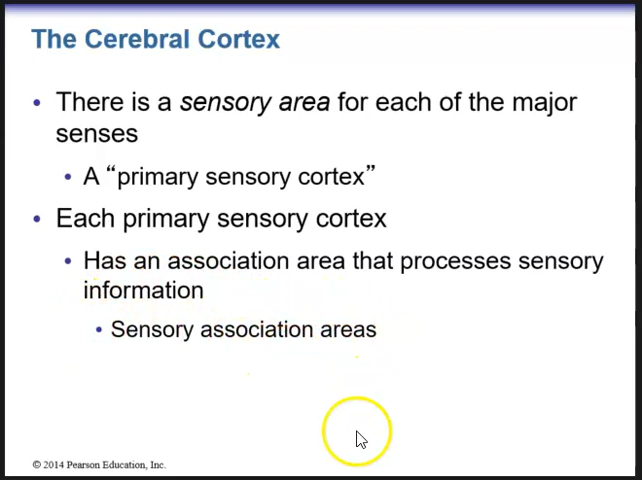 The Cerebral Cortex
• There is a sensory area for each of the major
senses
• A “primary sensory cortex”
• Each primary sensory cortex
• Has an association area that processes sensory
information
• Sensory association areas
© 2014 Pearson Education, Inc.